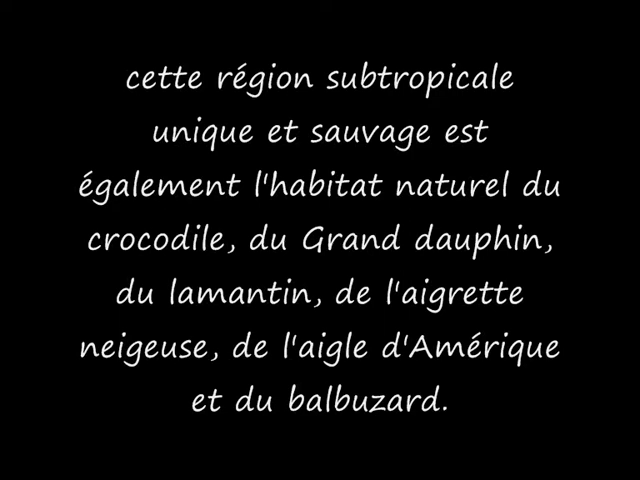 cette région subtropicale
unique et sauvage est
également l'habitat naturel du
crocodile, du Grand dauphin,
du lamantin, de l'aigrette
neigeuse, de l'aigle d'Amérique
et du balbuzard.